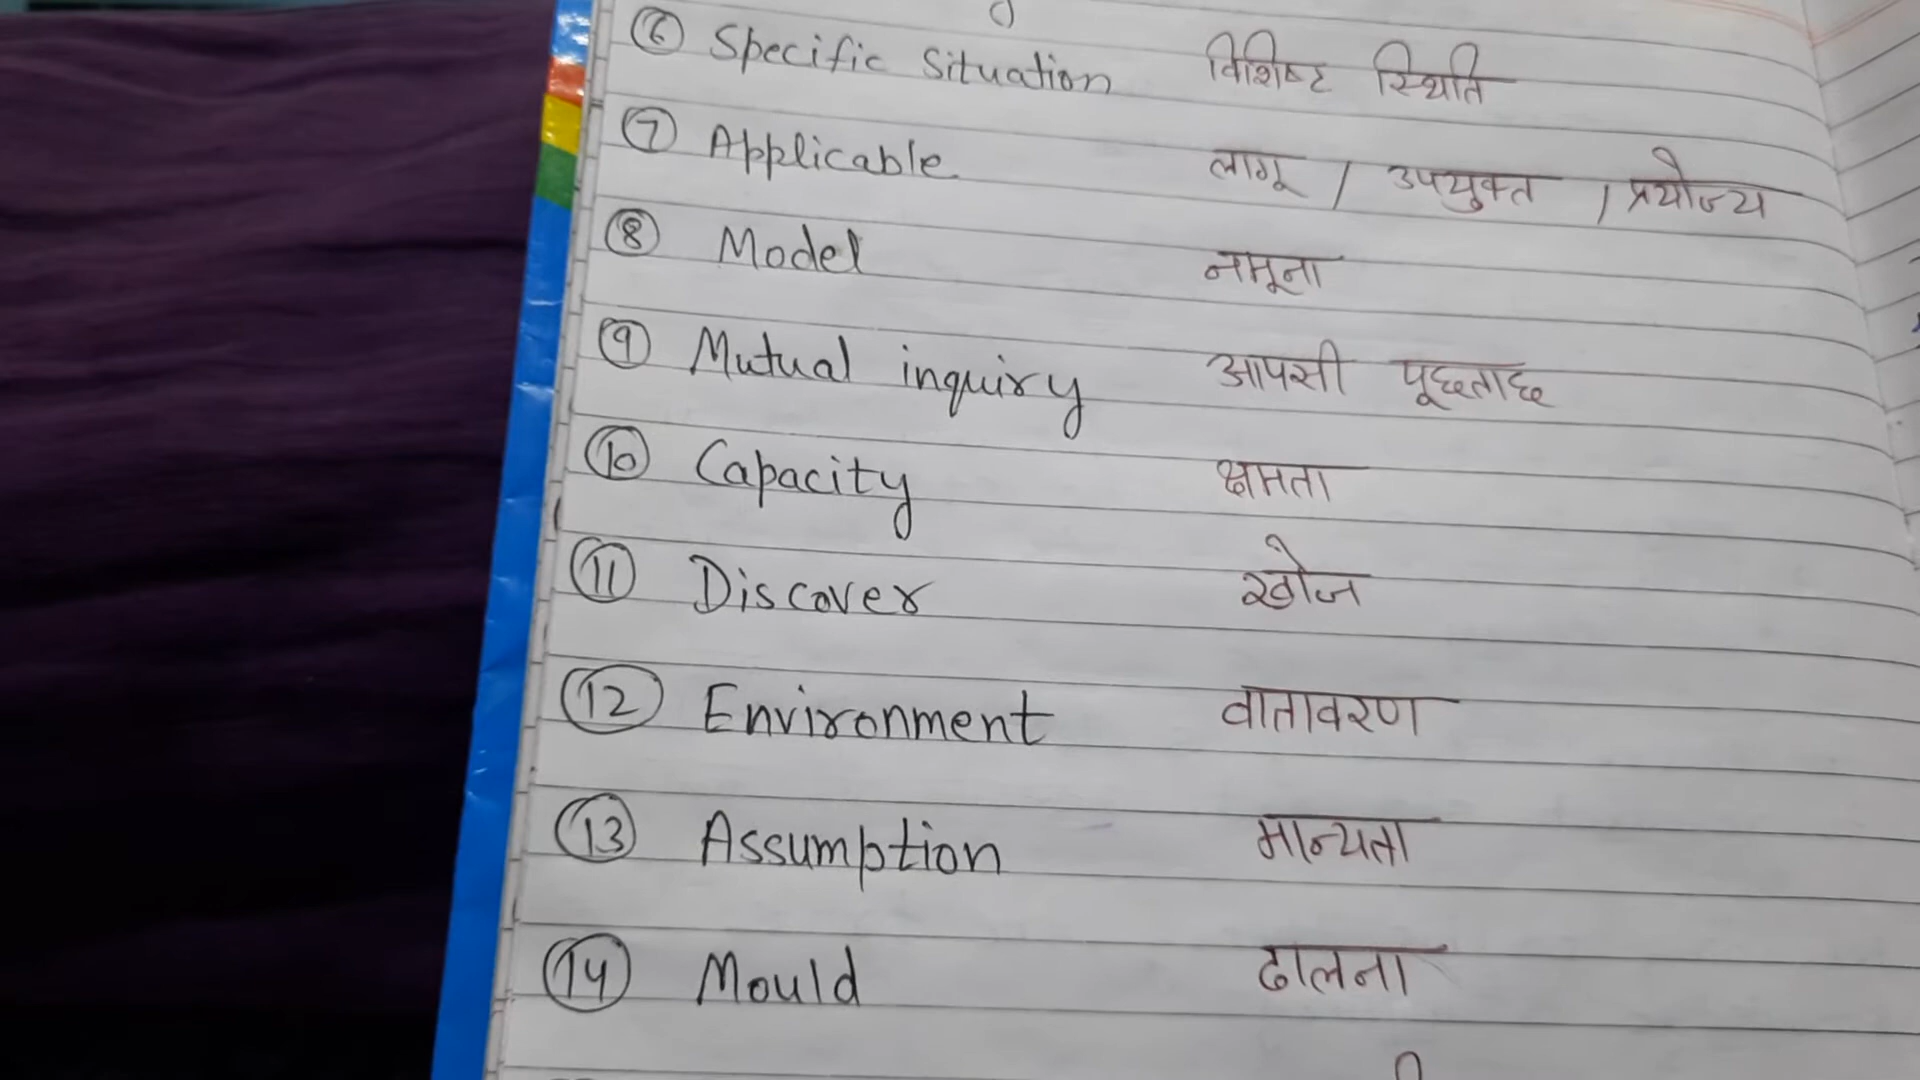 ⑥ Specific Situation विशिष्ट स्थिति
⑦ Applicable लागू / उपयुक्त / प्रयोज्य
⑧ Model नमूना
⑨ Mutual inquiry आपसी पूछताछ
⑩ Capacity क्षमता
⑪ Discover खोज
⑫ Environment वातावरण
⑬ Assumption मान्यता
⑭ Mould ढालना